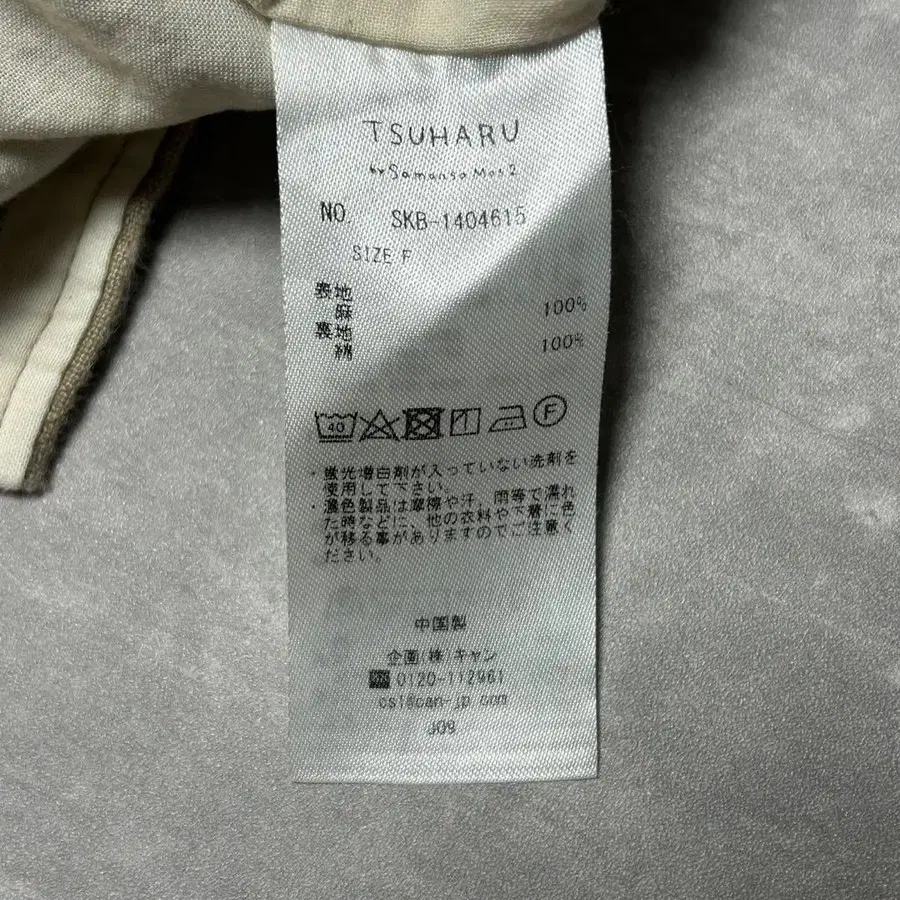 TSUHARU
by Samansa Mos2
NO SKB-1404615
SIZE F
表地
麻 100%
裏地
綿 100%
40 F
・蛍光増白剤が入っていない洗剤を
使用して下さい。
・濃色製品は摩擦や汗、雨等で濡れ
た時などに、他の衣料や下着に色
が移る事がありますのでご注意く
ださい。
中国製
企画(株)キャン
0120-112961
cs1@can-jp.com
J09